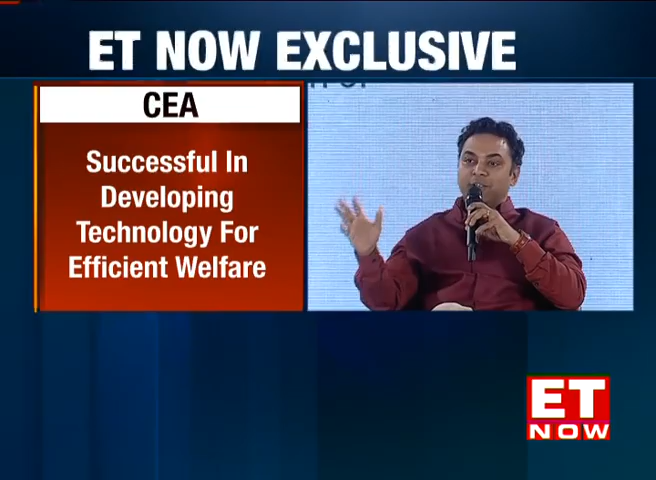 ET NOW EXCLUSIVE
CEA
Successful In
Developing
Technology For
Efficient Welfare
ET
NOW